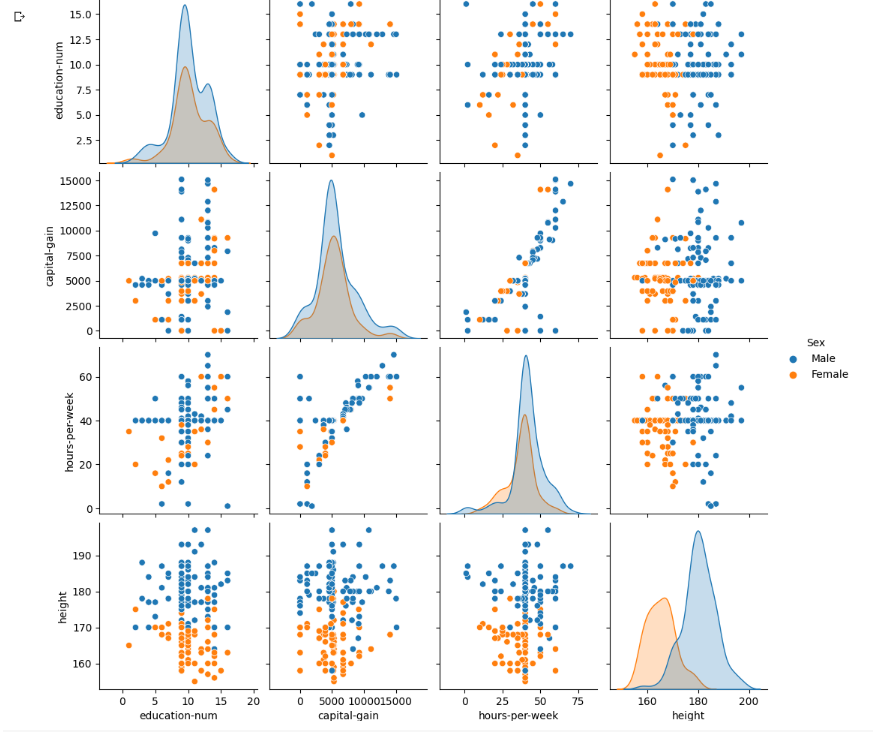 15.0
12.5
10.0
7.5
5.0
2.5
education-num
15000
12500
10000
7500
5000
2500
0
capital-gain
Sex
Male
Female
60
40
20
0
hours-per-week
190
180
170
160
height
0 5 10 15 20
0 5000 10000 15000
0 25 50 75
160 180 200
education-num capital-gain hours-per-week height